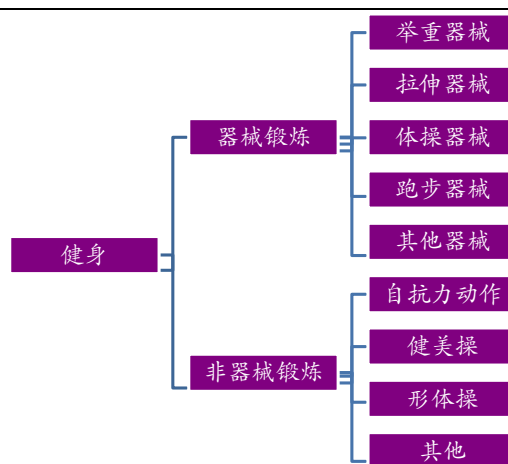 健身
器械锻炼
举重器械
拉伸器械
体操器械
跑步器械
其他器械
非器械锻炼
自抗力动作
健美操
形体操
其他